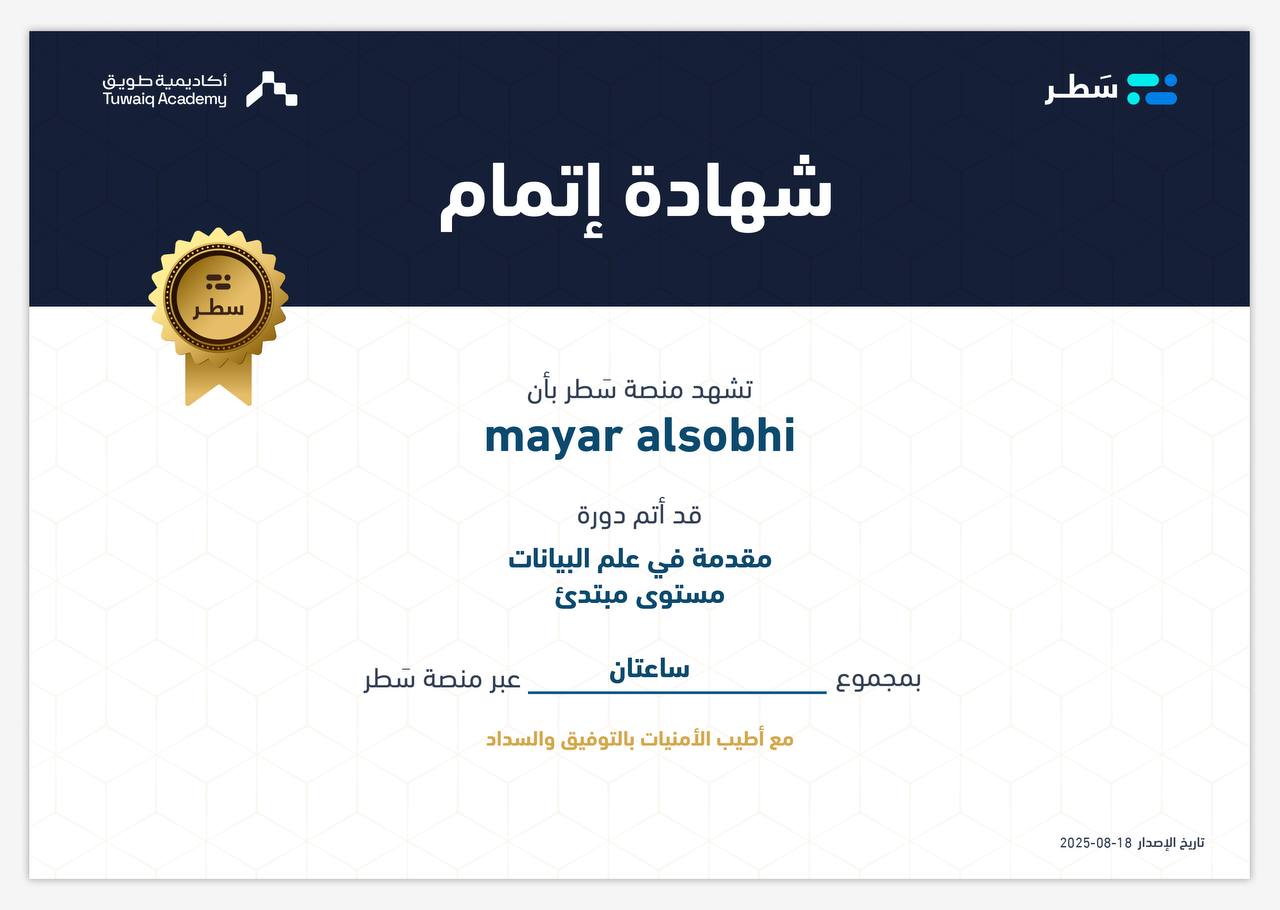 سَطر
أكاديمية طويق
Tuwaiq Academy
شهادة إتمام
سطر
تشهد منصة سَطر بأن
mayar alsobhi
قد أتم دورة
مقدمة في علم البيانات
مستوى مبتدئ
بمجموع ساعتان عبر منصة سَطر
مع أطيب الأمنيات بالتوفيق والسداد
تاريخ الإصدار 2025-08-18